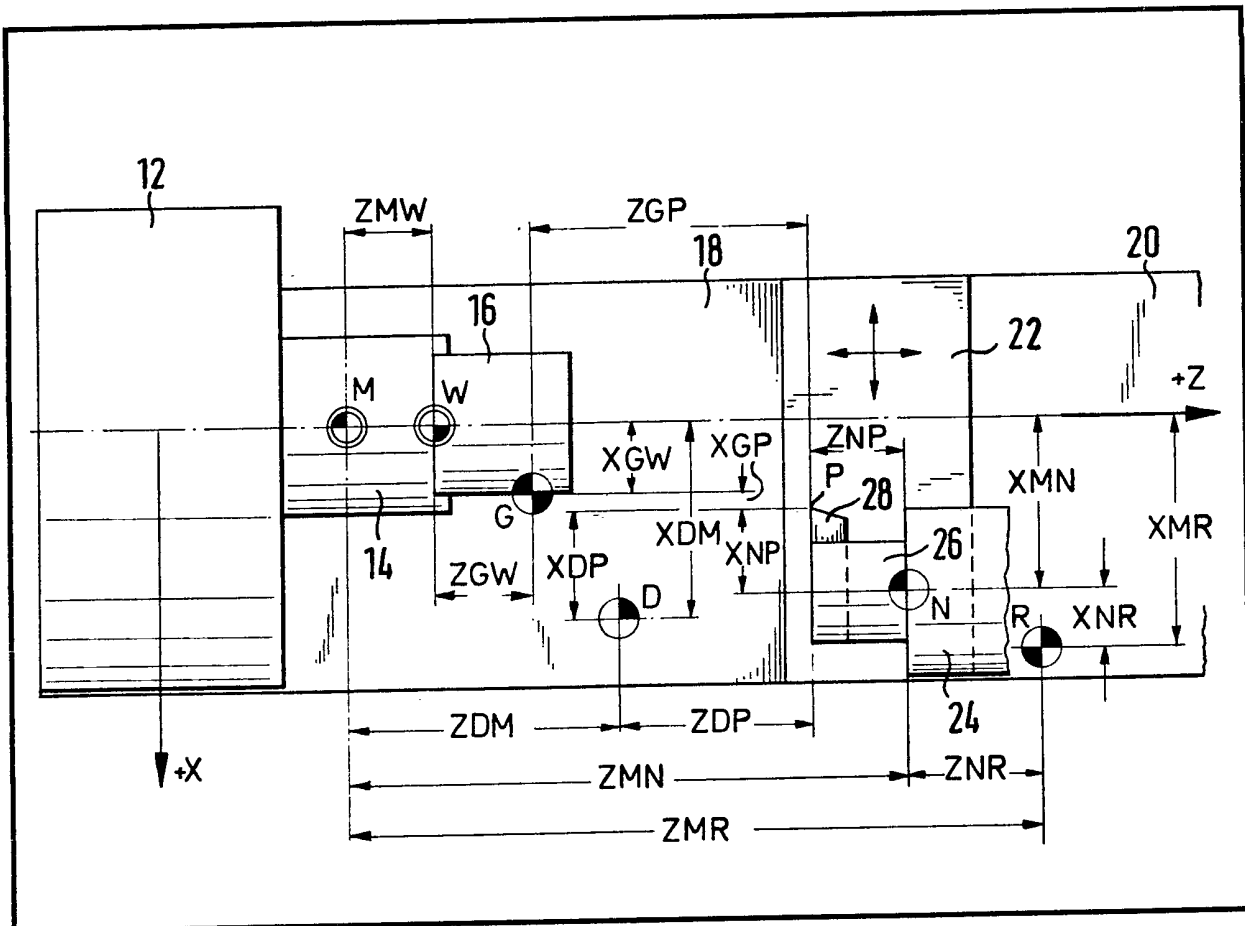 12
ZMW
ZGP
18
20
16
22
M
W
+Z
XGW
XGP
ZNP
P
28
XMN
XMR
G
14
XDP
XDM
XNP
26
ZGW
D
N
R
XNR
ZDM
ZDP
24
+X
ZMN
ZNR
ZMR